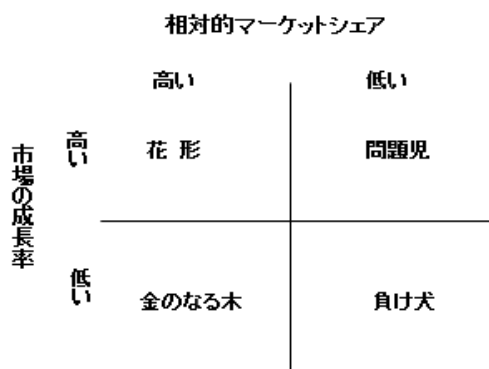 相対的マーケットシェア
高い 低い
市場の成長率
高い
花 形 問題児
低い
金のなる木 負け犬